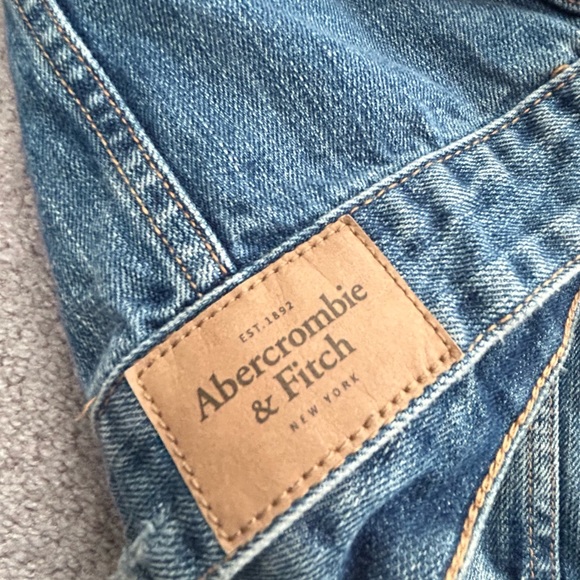 EST. 1892
Abercrombie
& Fitch
NEW YORK